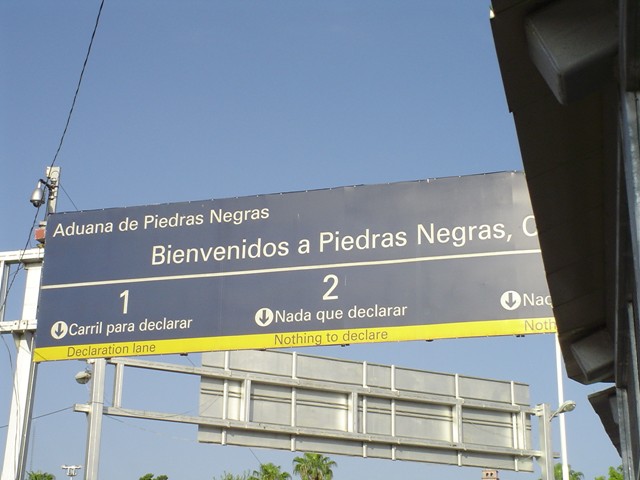 Aduana de Piedras Negras
Bienvenidos a Piedras Negras, C
1
2
Carril para declarar
Nada que declarar
Declaration lane
Nothing to declare